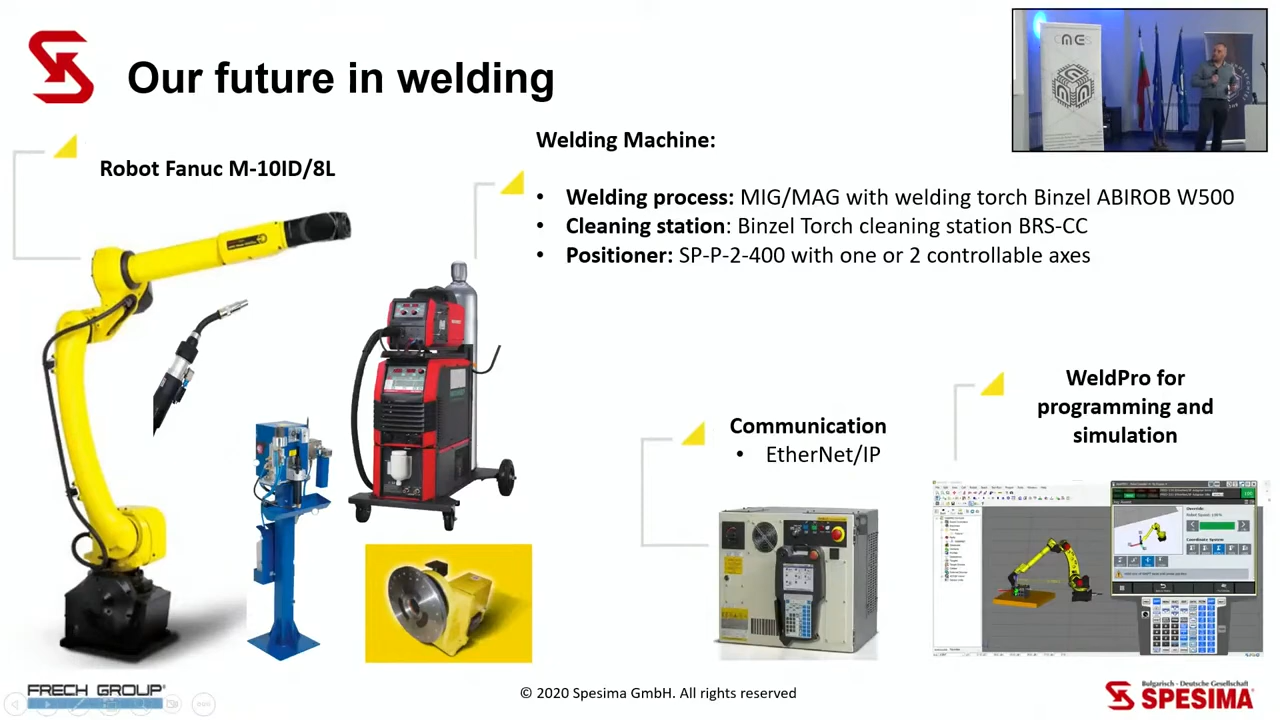 Our future in welding
CMES
Welding Machine:
Robot Fanuc M-10ID/8L
• Welding process: MIG/MAG with welding torch Binzel ABIROB W500
• Cleaning station: Binzel Torch cleaning station BRS-CC
• Positioner: SP-P-2-400 with one or 2 controllable axes
WeldPro for
programming and
simulation
Communication
• EtherNet/IP
FRECH GROUP
© 2020 Spesima GmbH. All rights reserved
Bulgarisch - Deutsche Gesellschaft
SPESIMA